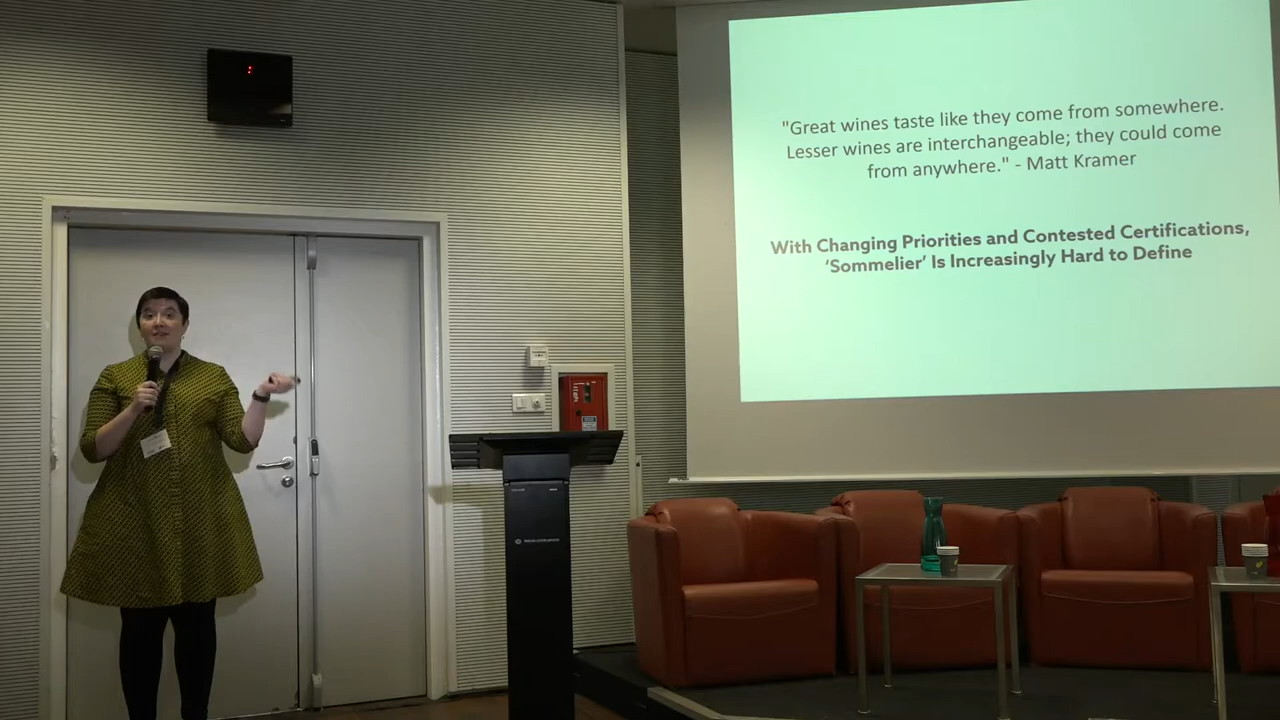 "Great wines taste like they come from somewhere.
Lesser wines are interchangeable; they could come
from anywhere." - Matt Kramer
With Changing Priorities and Contested Certifications,
‘Sommelier’ Is Increasingly Hard to Define